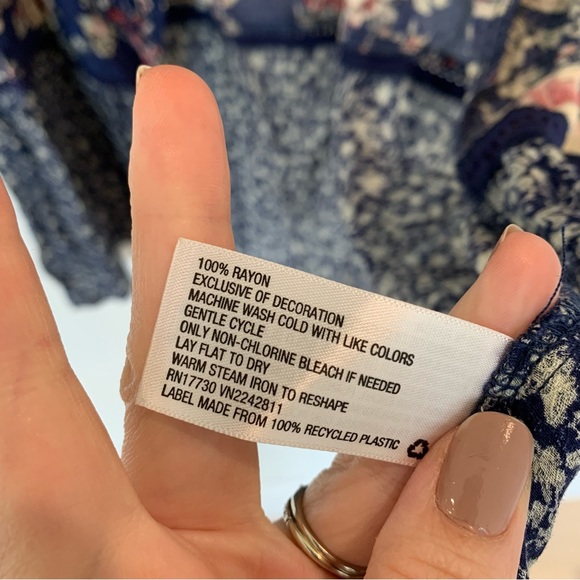 100% RAYON
EXCLUSIVE OF DECORATION
MACHINE WASH COLD WITH LIKE COLORS
GENTLE CYCLE
ONLY NON-CHLORINE BLEACH IF NEEDED
LAY FLAT TO DRY
WARM STEAM IRON TO RESHAPE
RN17730 VN2242811
LABEL MADE FROM 100% RECYCLED PLASTIC